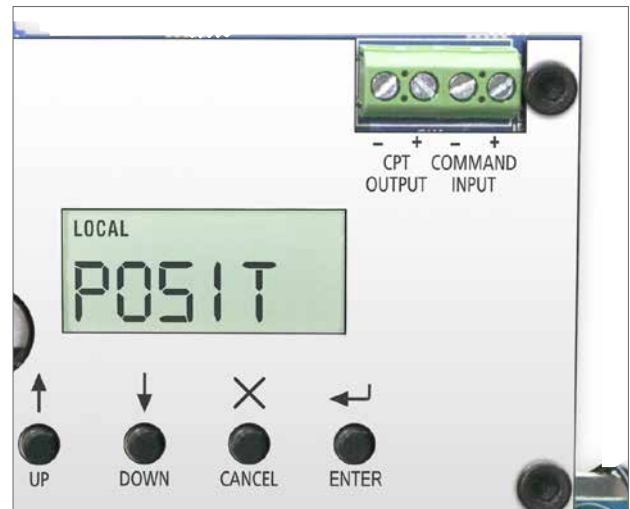 - + - +
CPT COMMAND
OUTPUT INPUT
LOCAL
POSIT
UP DOWN CANCEL ENTER